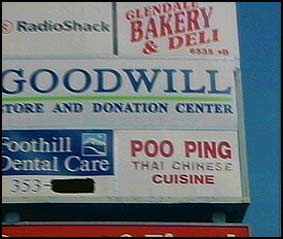 RadioShack
GLENDALE
BAKERY
& DELI
GOODWILL
STORE AND DONATION CENTER
Foothill
Dental Care
353-
POO PING
THAI CHINESE
CUISINE